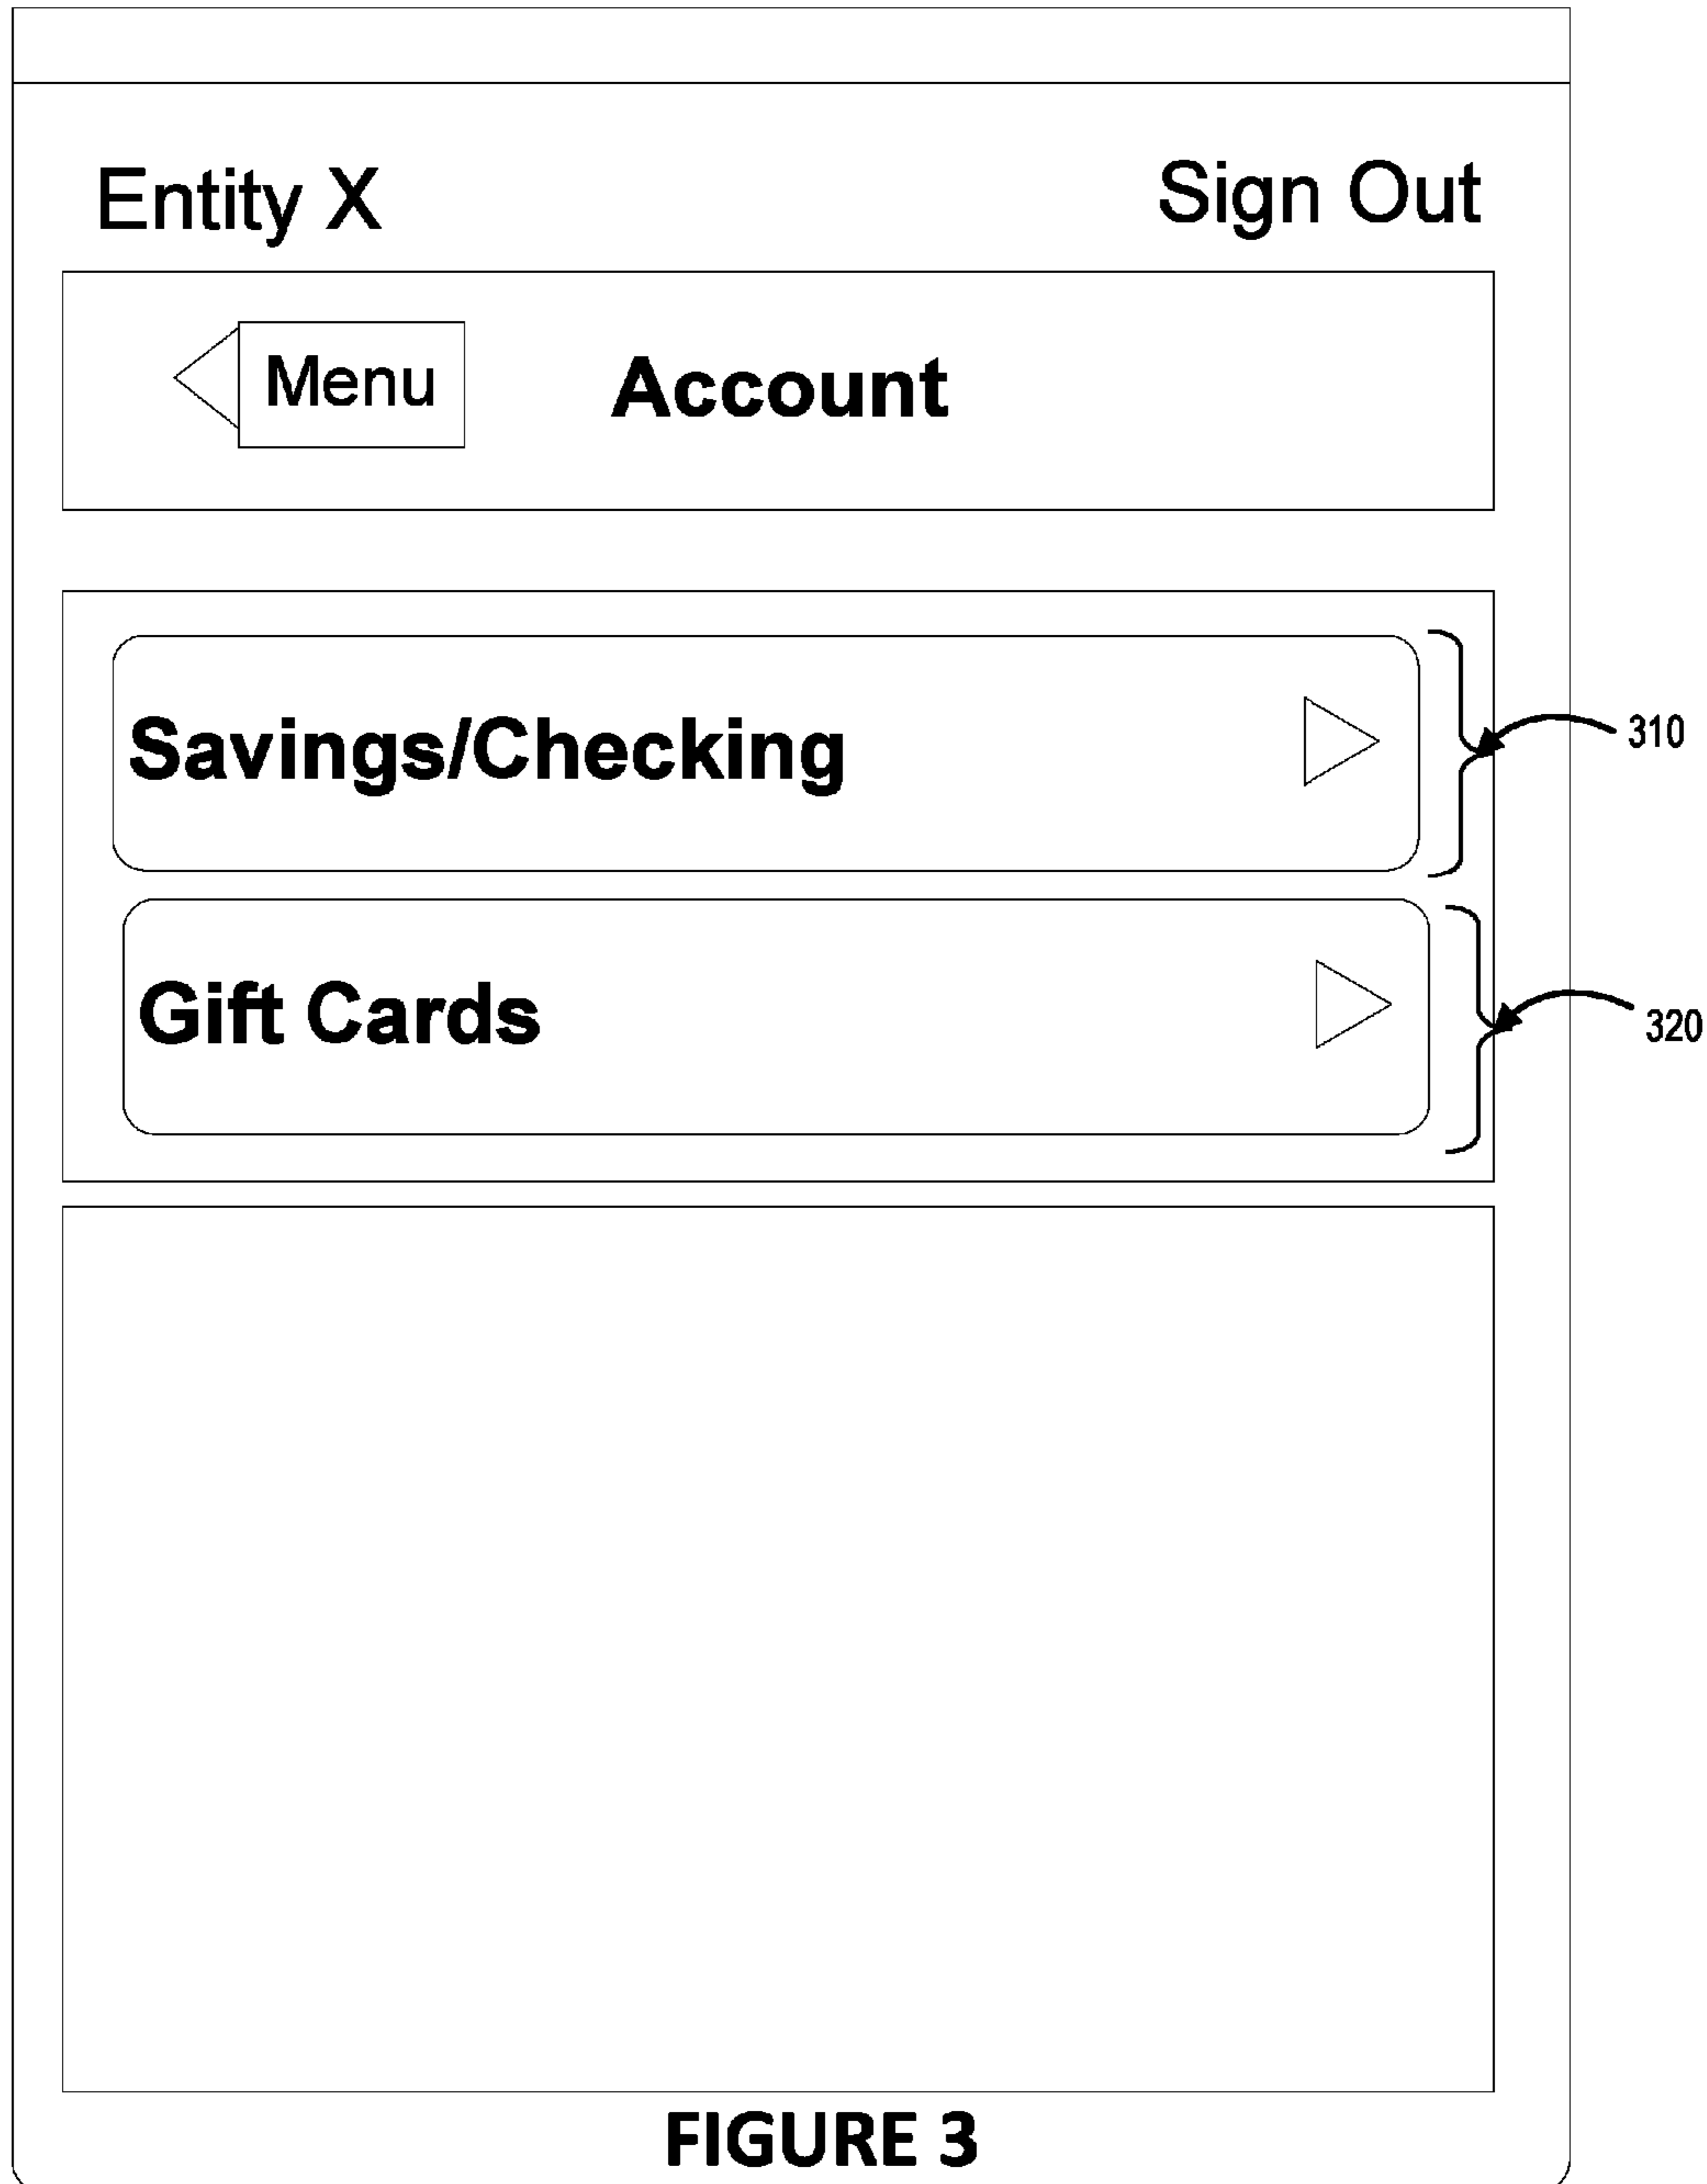 Entity X Sign Out
Menu Account
Savings/Checking
310
Gift Cards
320
FIGURE 3